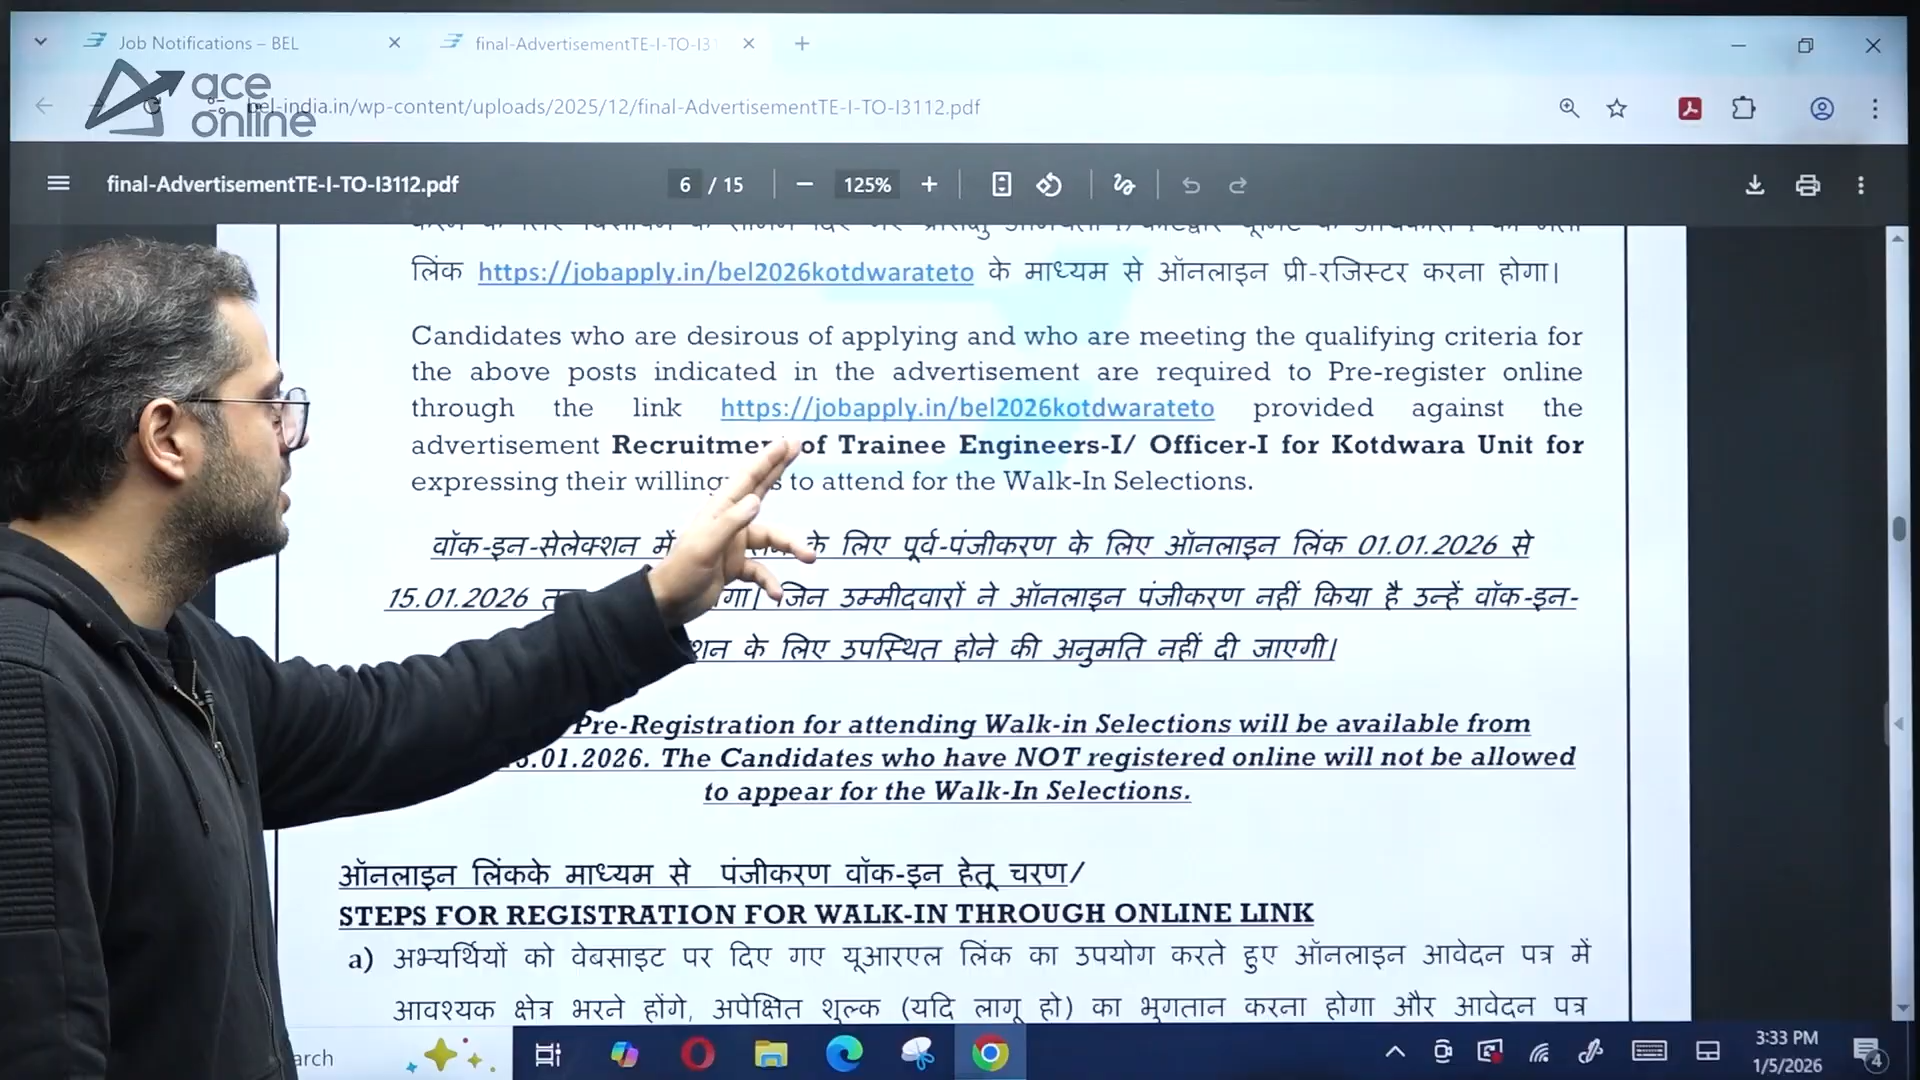 Job Notifications – BEL
final-AdvertisementTE-I-TO-I3
ace online
bel-india.in/wp-content/uploads/2025/12/final-AdvertisementTE-I-TO-I3112.pdf
final-AdvertisementTE-I-TO-I3112.pdf
6 / 15
125%
लिंक https://jobapply.in/bel2026kotdwarateto के माध्यम से ऑनलाइन प्री-रजिस्टर करना होगा|
Candidates who are desirous of applying and who are meeting the qualifying criteria for
the above posts indicated in the advertisement are required to Pre-register online
through the link https://jobapply.in/bel2026kotdwarateto provided against the
advertisement of Trainee Engineers-I/ Officer-I for Kotdwara Unit for
expressing their to attend for the Walk-In Selections.
वॉक-इन-सेलेक्शन में के लिए पूर्व-पंजीकरण के लिए ऑनलाइन लिंक 01.01.2026 से
15.01.2026 जिन उम्मीदवारों ने ऑनलाइन पंजीकरण नहीं किया है उन्हें वॉक-इन-
के लिए उपस्थित होने की अनुमति नहीं दी जाएगी|
Pre-Registration for attending Walk-in Selections will be available from
.01.2026. The Candidates who have NOT registered online will not be allowed
to appear for the Walk-In Selections.
ऑनलाइन लिंकके माध्यम से पंजीकरण वॉक-इन हेतू चरण/
STEPS FOR REGISTRATION FOR WALK-IN THROUGH ONLINE LINK
a) अभ्यर्थियों को वेबसाइट पर दिए गए यूआरएल लिंक का उपयोग करते हुए ऑनलाइन आवेदन पत्र में
आवश्यक क्षेत्र भरने होंगे, अपेक्षित शुल्क (यदि लागू हो) का भुगतान करना होगा और आवेदन पत्र
arch
3:33 PM
1/5/2026
4